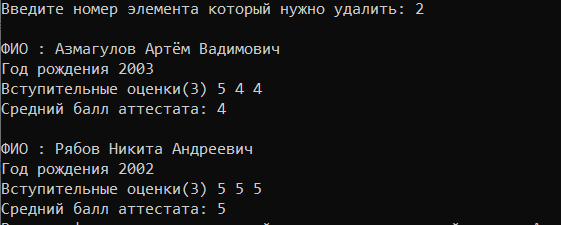 Введите номер элемента который нужно удалить: 2
ФИО : Азмагулов Артём Вадимович
Год рождения 2003
Вступительные оценки(3) 5 4 4
Средний балл аттестата: 4
ФИО : Рябов Никита Андреевич
Год рождения 2002
Вступительные оценки(3) 5 5 5
Средний балл аттестата: 5